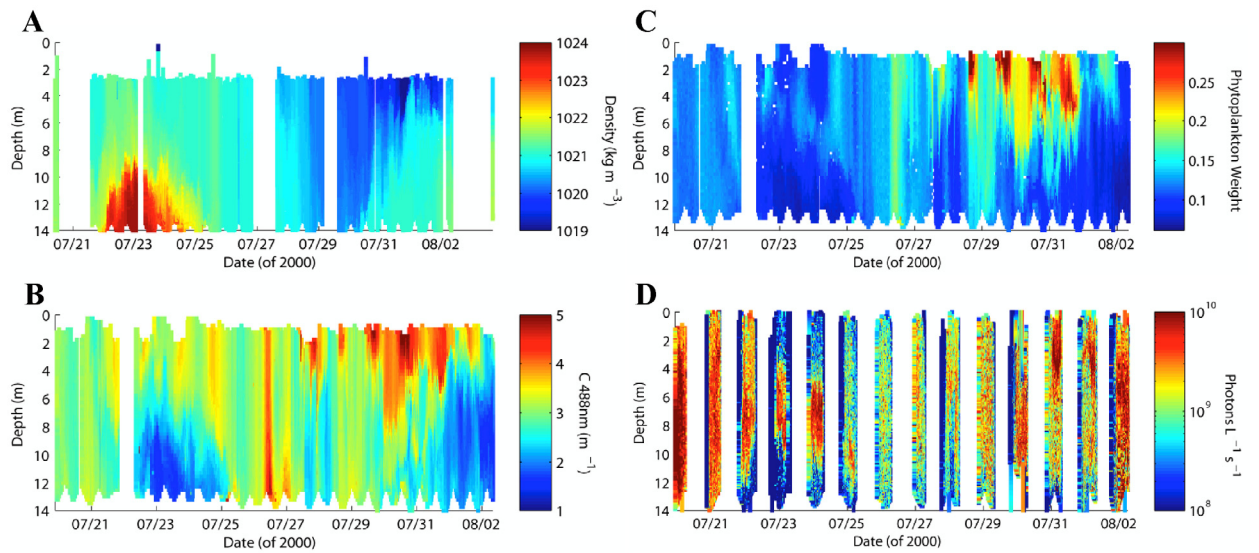 A
0
2
4
6
8
10
12
14
Depth (m)
07/21 07/23 07/25 07/27 07/29 07/31 08/02
Date (of 2000)
1024
1023
1022
1021
1020
1019
Density (kg m −3)
C
0
2
4
6
8
10
12
14
Depth (m)
07/21 07/23 07/25 07/27 07/29 07/31 08/02
Date (of 2000)
0.25
0.2
0.15
0.1
Phytoplankton Weight
B
0
2
4
6
8
10
12
14
Depth (m)
07/21 07/23 07/25 07/27 07/29 07/31 08/02
Date (of 2000)
5
4
3
2
1
C 488nm (m −1)
D
0
2
4
6
8
10
12
14
Depth (m)
07/21 07/23 07/25 07/27 07/29 07/31 08/02
Date (of 2000)
10^10
10^9
10^8
Photons L −1 s −1